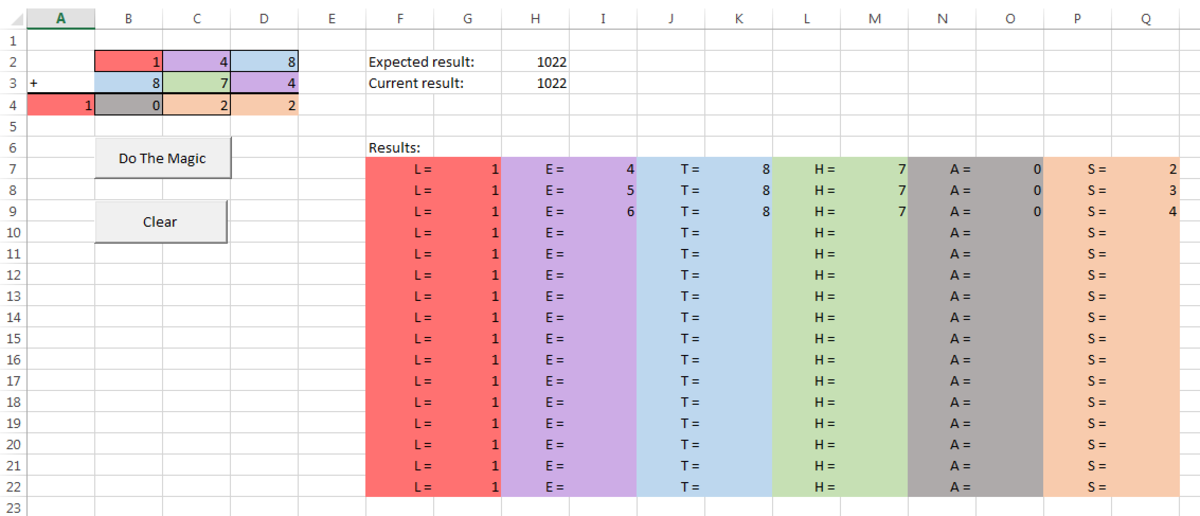 A B C D E F G H I J K L M N O P Q
1
2 1 4 8 Expected result: 1022
3 + 8 7 4 Current result: 1022
4 1 0 2 2
5
6 Results:
Do The Magic
7 L = 1 E = 4 T = 8 H = 7 A = 0 S = 2
8 L = 1 E = 5 T = 8 H = 7 A = 0 S = 3
9 L = 1 E = 6 T = 8 H = 7 A = 0 S = 4
Clear
10 L = 1 E = T = H = A = S =
11 L = 1 E = T = H = A = S =
12 L = 1 E = T = H = A = S =
13 L = 1 E = T = H = A = S =
14 L = 1 E = T = H = A = S =
15 L = 1 E = T = H = A = S =
16 L = 1 E = T = H = A = S =
17 L = 1 E = T = H = A = S =
18 L = 1 E = T = H = A = S =
19 L = 1 E = T = H = A = S =
20 L = 1 E = T = H = A = S =
21 L = 1 E = T = H = A = S =
22 L = 1 E = T = H = A = S =
23